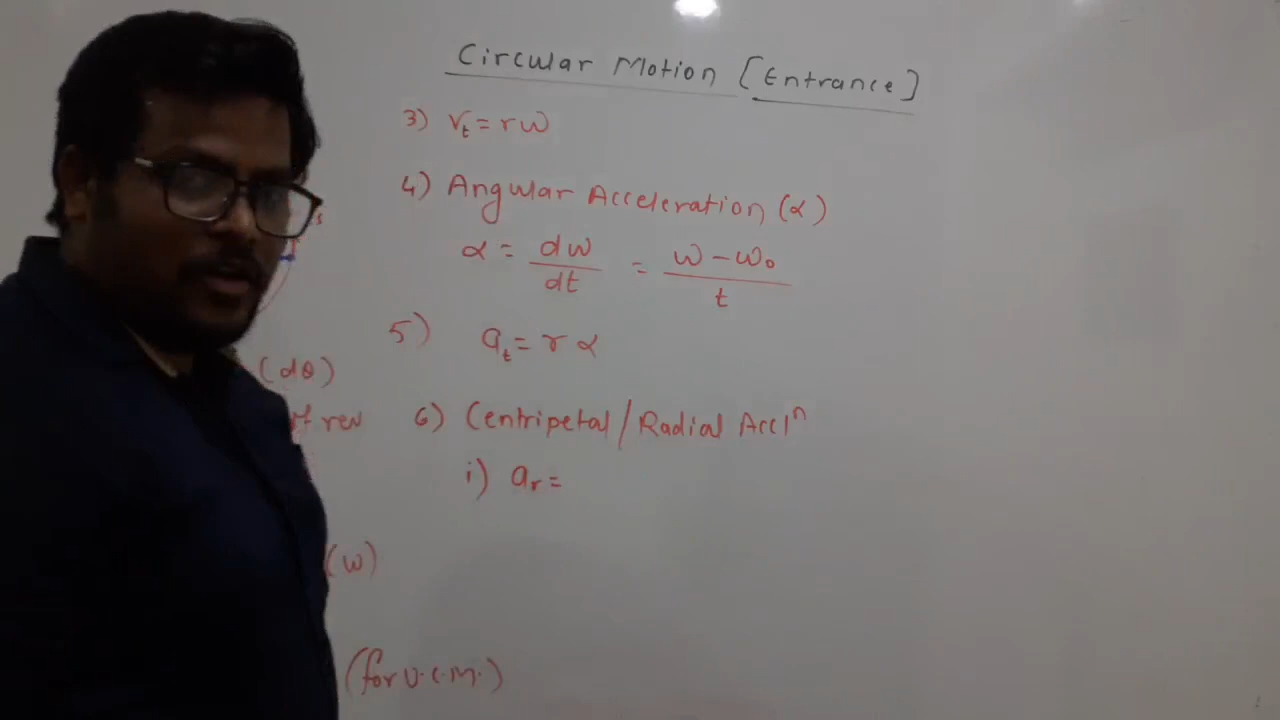 Circular Motion [Entrance]
3) Vt = rω
4) Angular Acceleration (α)
α = dω/dt = ω - ω₀/t
5) at = rα
(dθ)
of rev
6) Centripetal/Radial Acclⁿ
i) ar =
(ω)
(for U.C.M.)